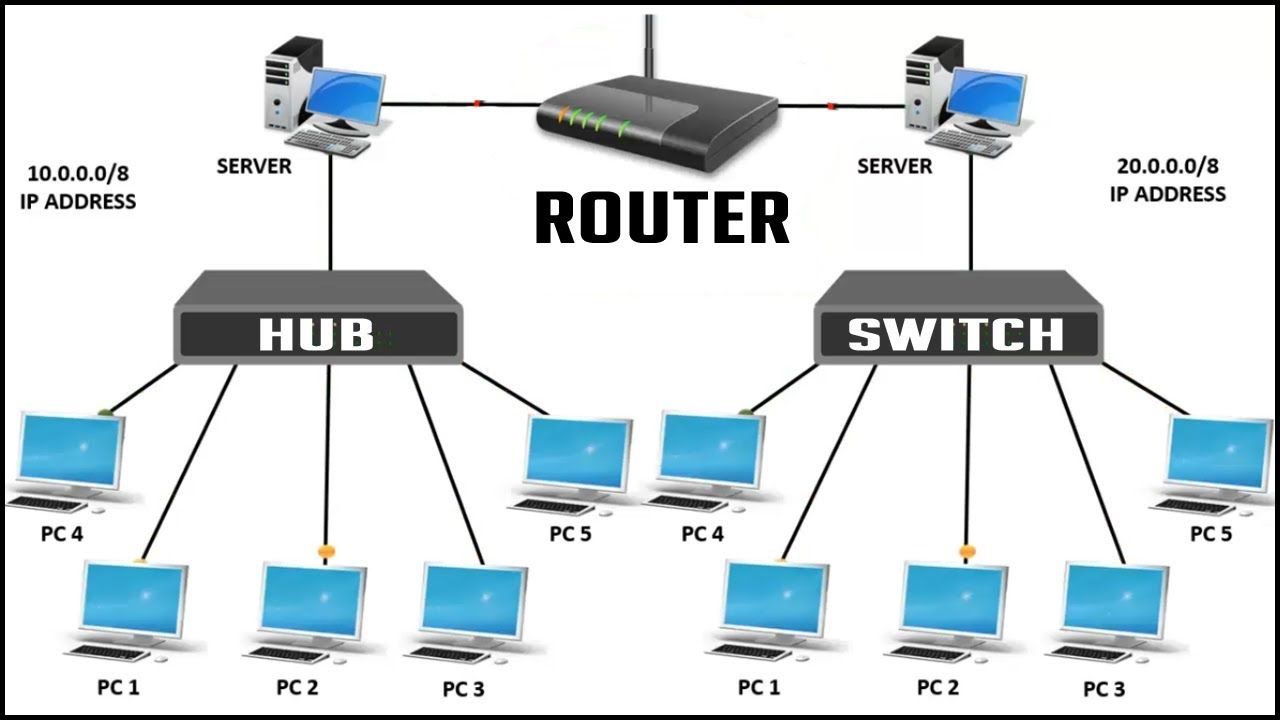 SERVER
SERVER
10.0.0.0/8
IP ADDRESS
20.0.0.0/8
IP ADDRESS
ROUTER
HUB
SWITCH
PC 4
PC 5
PC 4
PC 5
PC 1
PC 2
PC 3
PC 1
PC 2
PC 3